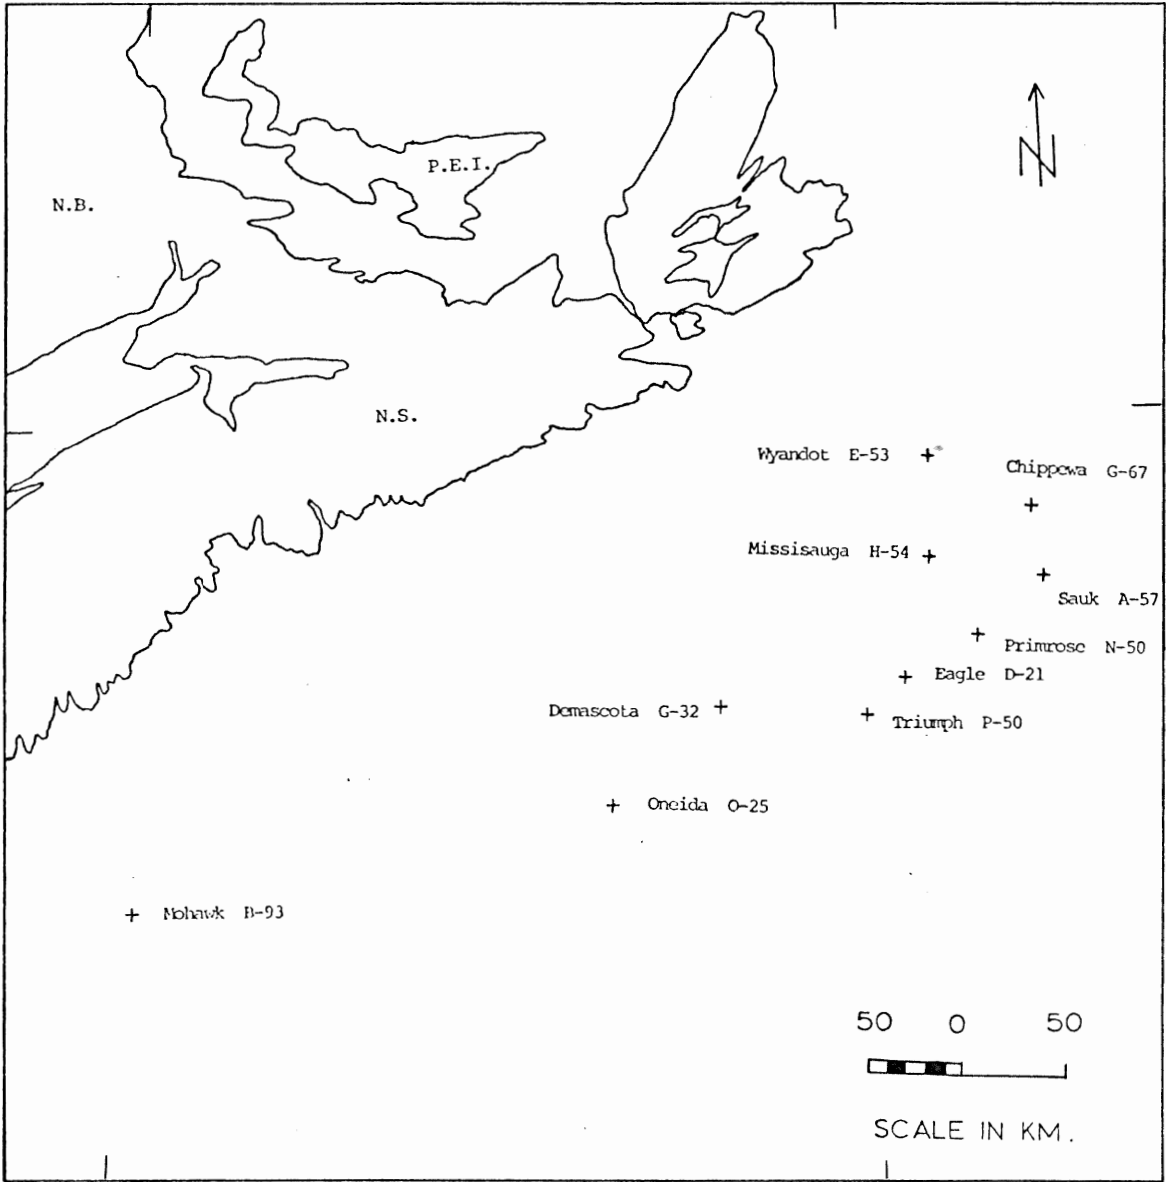 P.E.I.
N
N.B.
N.S.
Wyandot E-53
Chippewa G-67
Missisauga H-54
Sauk A-57
Primrose N-50
Eagle D-21
Demascota G-32
Triumph P-50
Oneida O-25
Mohawk B-93
50 0 50
SCALE IN KM.